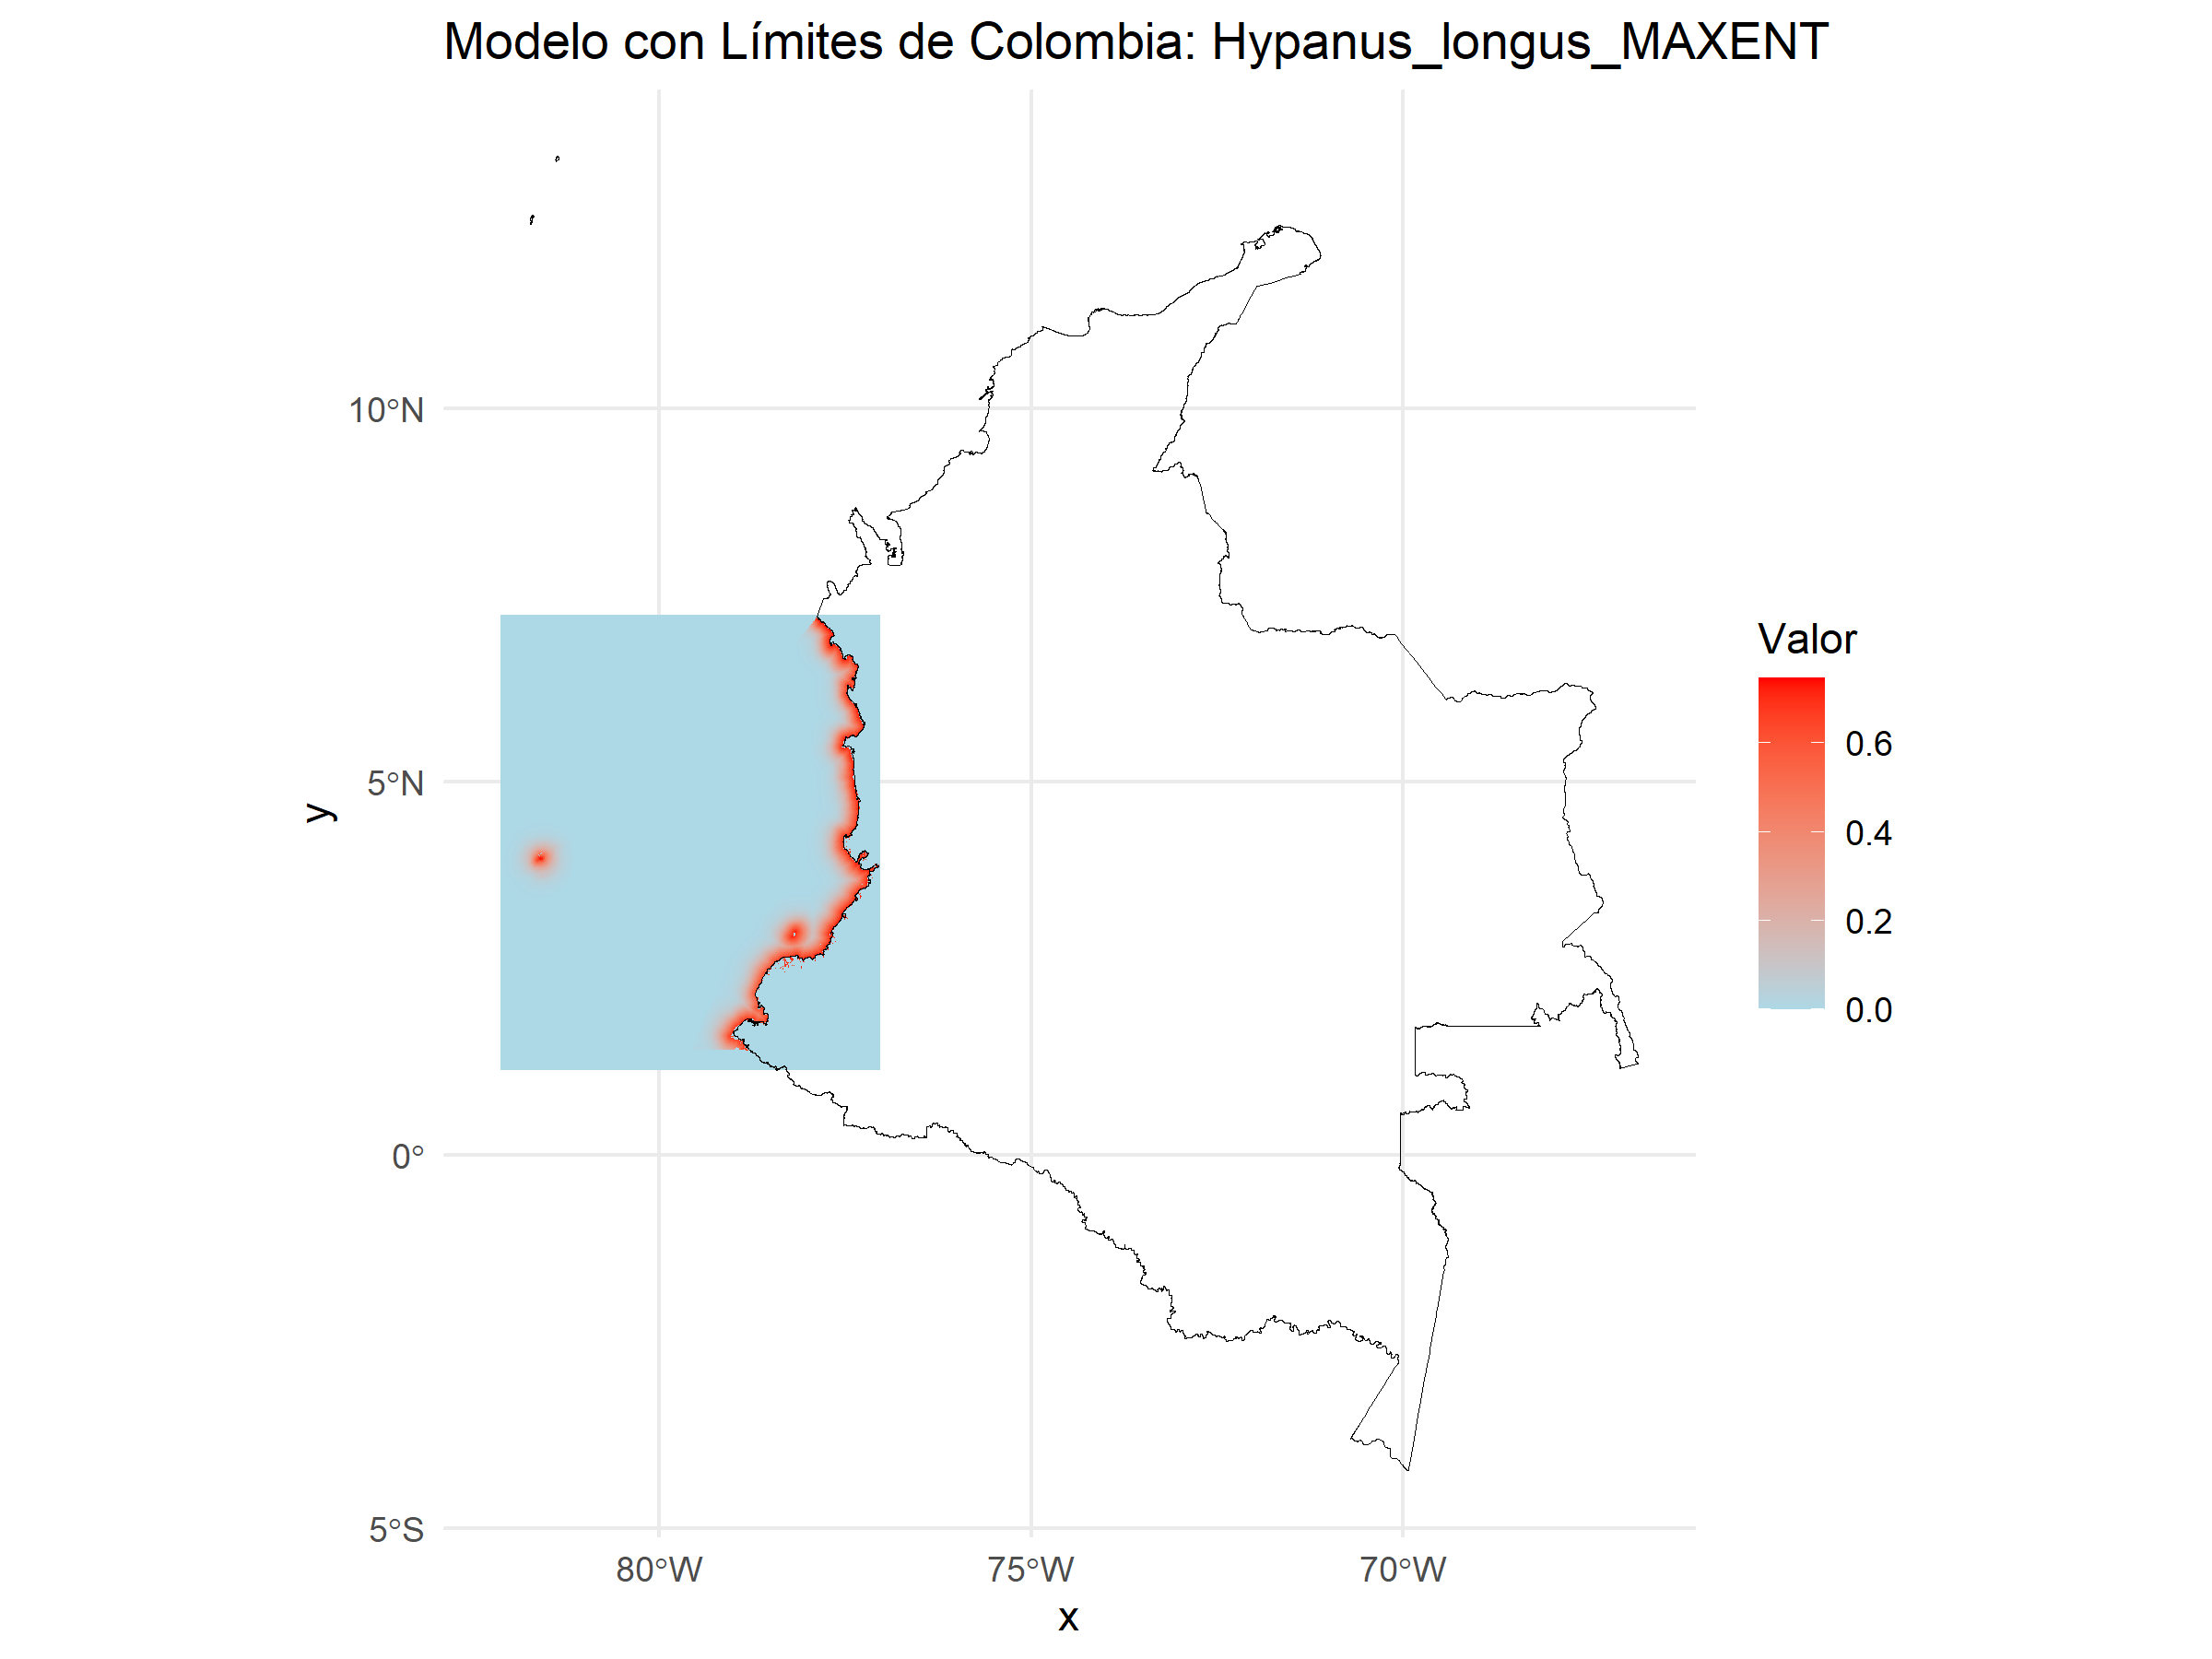 Modelo con Límites de Colombia: Hypanus_longus_MAXENT
10°N
5°N
0°
5°S
y
80°W
75°W
70°W
x
Valor
0.6
0.4
0.2
0.0